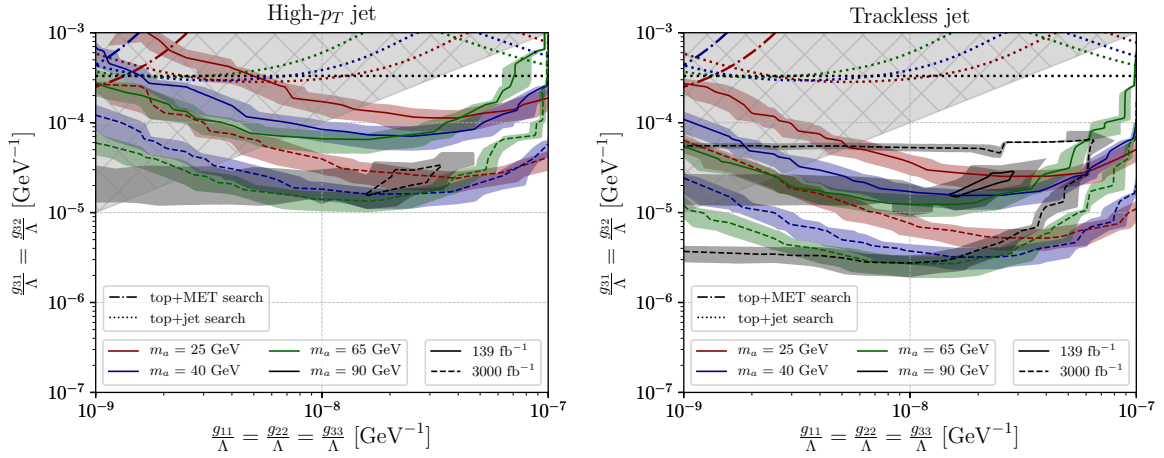 High-$p_T$ jet
$10^{-3}$
$10^{-4}$
$10^{-5}$
$10^{-6}$
$10^{-7}$
$\frac{g_{31}}{\Lambda} = \frac{g_{32}}{\Lambda}$ [GeV$^{-1}$]
top+MET search
top+jet search
$m_a$ = 25 GeV
$m_a$ = 40 GeV
$m_a$ = 65 GeV
$m_a$ = 90 GeV
139 fb$^{-1}$
3000 fb$^{-1}$
$10^{-9}$ $10^{-8}$ $10^{-7}$
$\frac{g_{11}}{\Lambda} = \frac{g_{22}}{\Lambda} = \frac{g_{33}}{\Lambda}$ [GeV$^{-1}$]
Trackless jet
$10^{-3}$
$10^{-4}$
$10^{-5}$
$10^{-6}$
$10^{-7}$
$\frac{g_{31}}{\Lambda} = \frac{g_{32}}{\Lambda}$ [GeV$^{-1}$]
top+MET search
top+jet search
$m_a$ = 25 GeV
$m_a$ = 40 GeV
$m_a$ = 65 GeV
$m_a$ = 90 GeV
139 fb$^{-1}$
3000 fb$^{-1}$
$10^{-9}$ $10^{-8}$ $10^{-7}$
$\frac{g_{11}}{\Lambda} = \frac{g_{22}}{\Lambda} = \frac{g_{33}}{\Lambda}$ [GeV$^{-1}$]